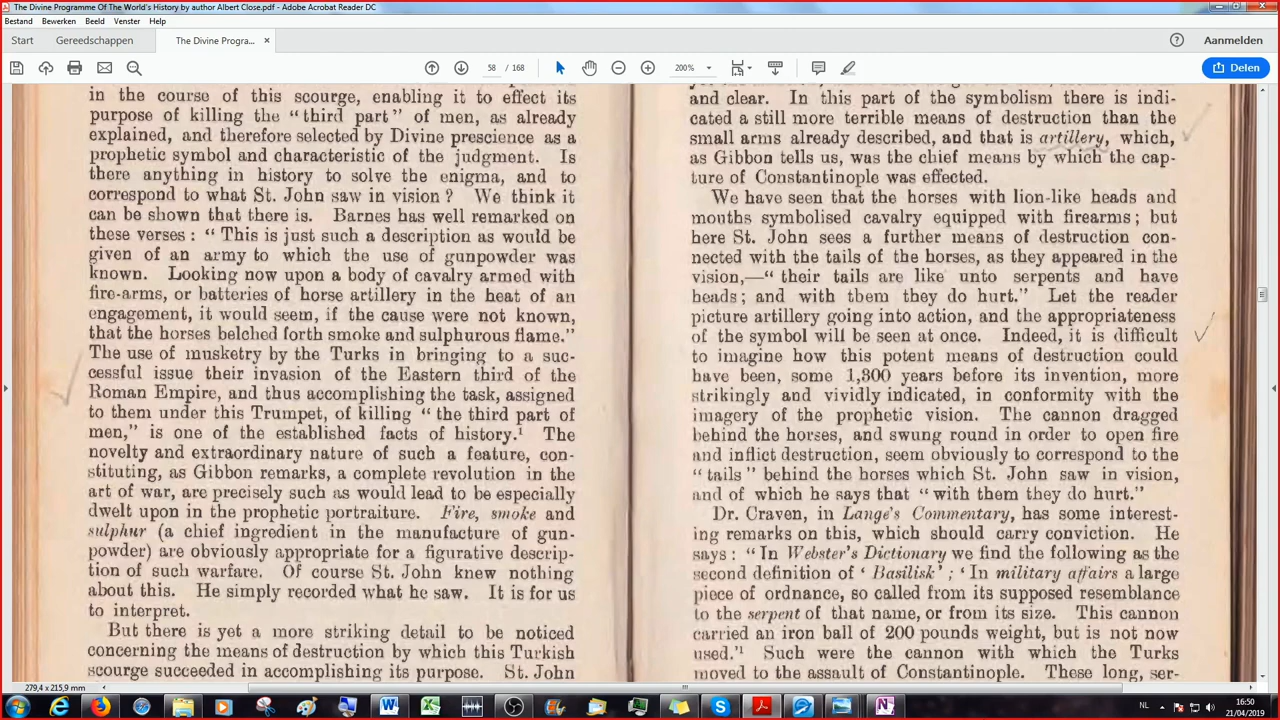 The Divine Programme Of The World's History by author Albert Close.pdf - Adobe Acrobat Reader DC
Bestand Bewerken Beeld Venster Help
Start Gereedschappen The Divine Progra... × Aanmelden
58 / 168 200% Delen
in the course of this scourge, enabling it to effect its
purpose of killing the “third part” of men, as already
explained, and therefore selected by Divine prescience as a
prophetic symbol and characteristic of the judgment. Is
there anything in history to solve the enigma, and to
correspond to what St. John saw in vision ? We think it
can be shown that there is. Barnes has well remarked on
these verses : “This is just such a description as would be
given of an army to which the use of gunpowder was
known. Looking now upon a body of cavalry armed with
fire-arms, or batteries of horse artillery in the heat of an
engagement, it would seem, if the cause were not known,
that the horses belched forth smoke and sulphurous flame.”
The use of musketry by the Turks in bringing to a suc-
cessful issue their invasion of the Eastern third of the
Roman Empire, and thus accomplishing the task, assigned
to them under this Trumpet, of killing “the third part of
men,” is one of the established facts of history.¹ The
novelty and extraordinary nature of such a feature, con-
stituting, as Gibbon remarks, a complete revolution in the
art of war, are precisely such as would lead to be especially
dwelt upon in the prophetic portraiture. Fire, smoke and
sulphur (a chief ingredient in the manufacture of gun-
powder) are obviously appropriate for a figurative descrip-
tion of such warfare. Of course St. John knew nothing
about this. He simply recorded what he saw. It is for us
to interpret.
But there is yet a more striking detail to be noticed
concerning the means of destruction by which this Turkish
scourge succeeded in accomplishing its purpose. St. John
and clear. In this part of the symbolism there is indi-
cated a still more terrible means of destruction than the
small arms already described, and that is artillery, which,
as Gibbon tells us, was the chief means by which the cap-
ture of Constantinople was effected.
We have seen that the horses with lion-like heads and
mouths symbolised cavalry equipped with firearms ; but
here St. John sees a further means of destruction con-
nected with the tails of the horses, as they appeared in the
vision,—“ their tails are like unto serpents and have
heads ; and with them they do hurt.” Let the reader
picture artillery going into action, and the appropriateness
of the symbol will be seen at once. Indeed, it is difficult
to imagine how this potent means of destruction could
have been, some 1,300 years before its invention, more
strikingly and vividly indicated, in conformity with the
imagery of the prophetic vision. The cannon dragged
behind the horses, and swung round in order to open fire
and inflict destruction, seem obviously to correspond to the
“tails” behind the horses which St. John saw in vision,
and of which he says that “with them they do hurt.”
Dr. Craven, in Lange's Commentary, has some interest-
ing remarks on this, which should carry conviction. He
says : “In Webster's Dictionary we find the following as the
second definition of ‘Basilisk’ ; ‘In military affairs a large
piece of ordnance, so called from its supposed resemblance
to the serpent of that name, or from its size. This cannon
carried an iron ball of 200 pounds weight, but is not now
used.’¹ Such were the cannon with which the Turks
moved to the assault of Constantinople. These long, ser-
279,4 x 215,9 mm
NL 16:50
21/04/2019